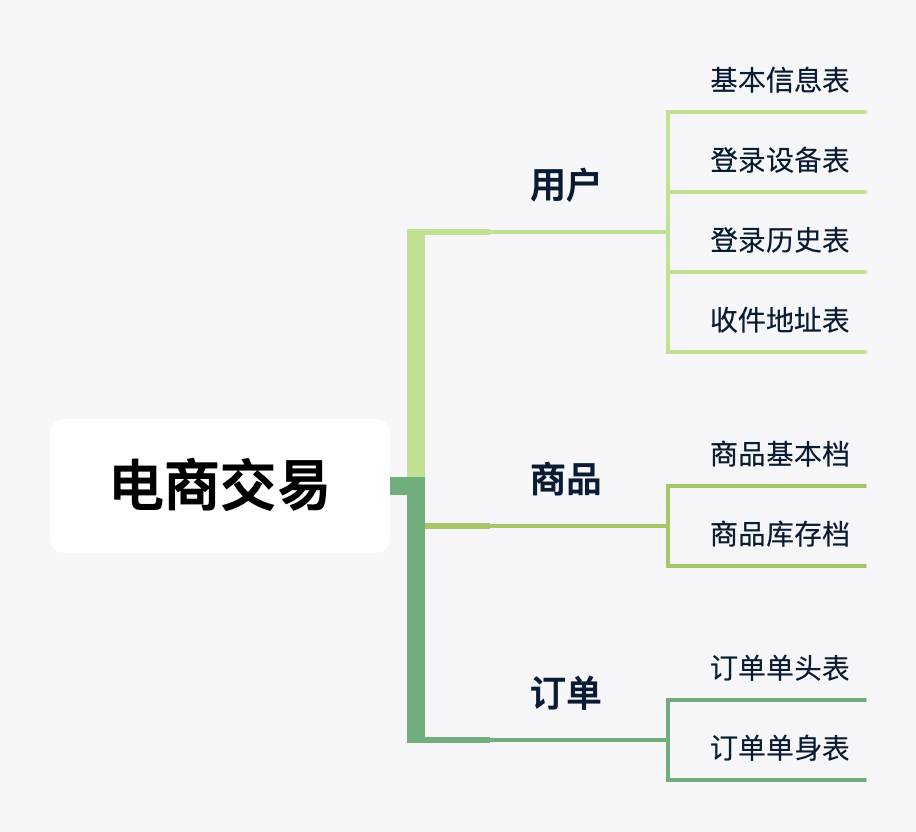 电商交易
用户
基本信息表
登录设备表
登录历史表
收件地址表
商品
商品基本档
商品库存档
订单
订单单头表
订单单身表